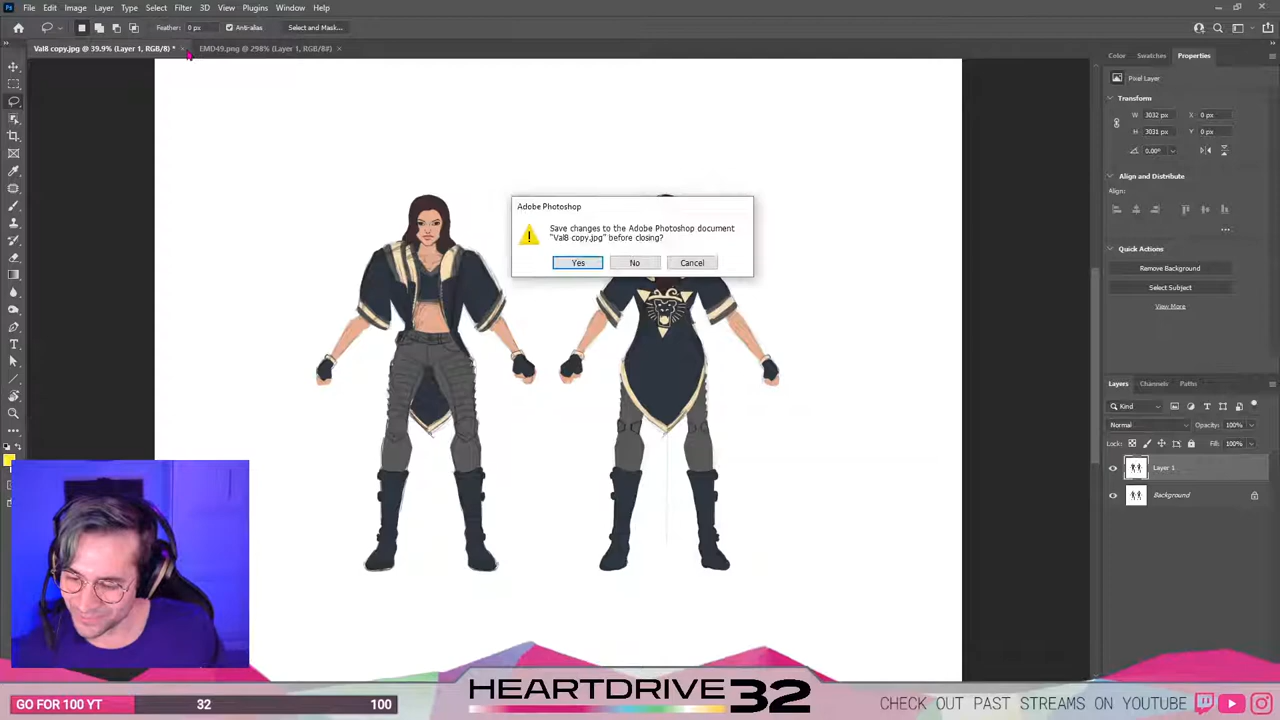 Ps File Edit Image Layer Type Select Filter 3D View Plugins Window Help
Feather: 0 px Anti-alias Select and Mask...
Val8 copy.jpg @ 39.9% (Layer 1, RGB/8) * × EMD49.png @ 298% (Layer 1, RGB/8#) ×
Color Swatches Properties
Pixel Layer
Transform
W 3032 px X 0 px
H 3031 px Y 0 px
0.00°
Align and Distribute
Align:
Quick Actions
Remove Background
Select Subject
View More
Adobe Photoshop
Save changes to the Adobe Photoshop document
"Val8 copy.jpg" before closing?
Yes No Cancel
Layers Channels Paths
Kind
Normal Opacity: 100%
Lock: Fill: 100%
Layer 1
Background
GO FOR 100 YT 32 100
HEARTDRIVE 32
CHECK OUT PAST STREAMS ON YOUTUBE